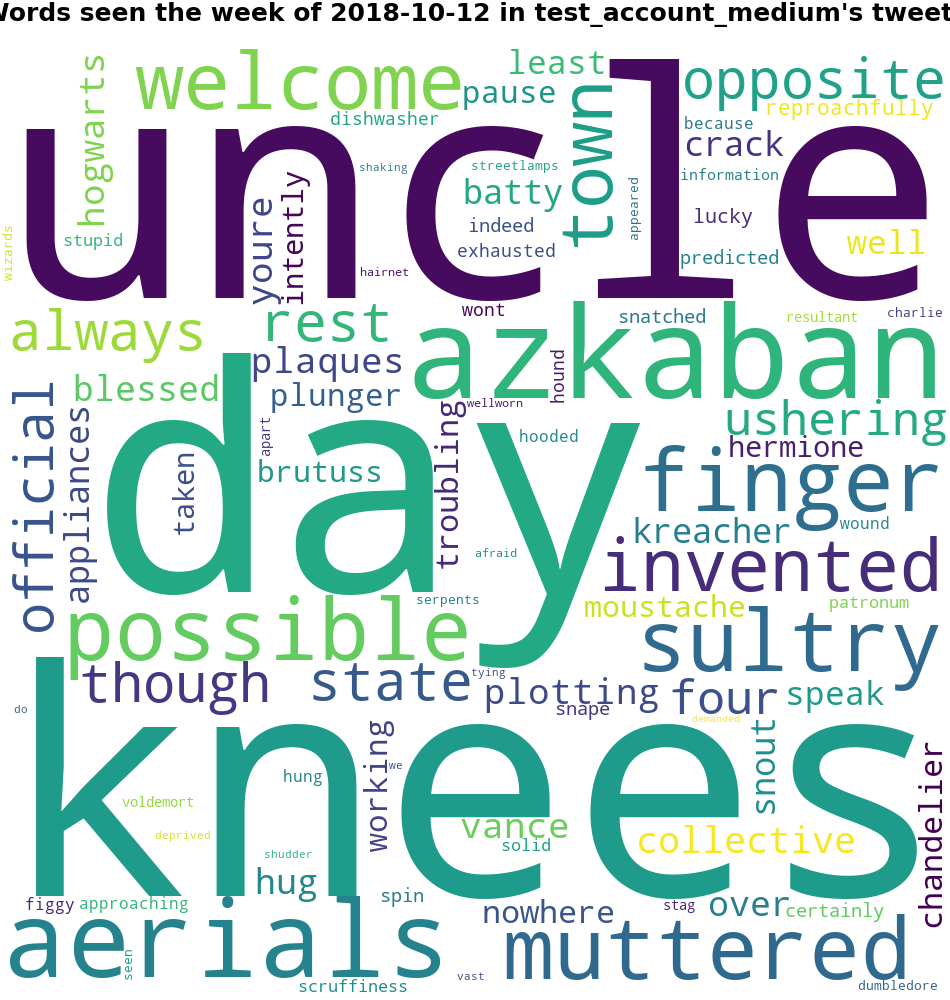 Words seen the week of 2018-10-12 in test_account_medium's tweet
welcome
least
opposite
hogwarts
pause
town
reproachfully
dishwasher
because
crack
uncle
shaking
streetlamps
information
batty
intently
youre
appeared
lucky
stupid
indeed
well
wizards
exhausted
predicted
hairnet
always
rest
wont
snatched
resultant
charlie
azkaban
plaques
hound
blessed
plunger
wellworn
ushering
official
appliances
day
apart
troubling
hooded
hermione
brutuss
taken
finger
kreacher
wound
afraid
invented
serpents
moustache
patronum
possible
sultry
though
state
tying
plotting
four
speak
snape
do
demanded
knees
working
we
snout
chandelier
hung
voldemort
deprived
vance
collective
solid
shudder
hug
spin
figgy
approaching
nowhere
stag
over
certainly
aerials
muttered
seen
vast
scruffiness
dumbledore